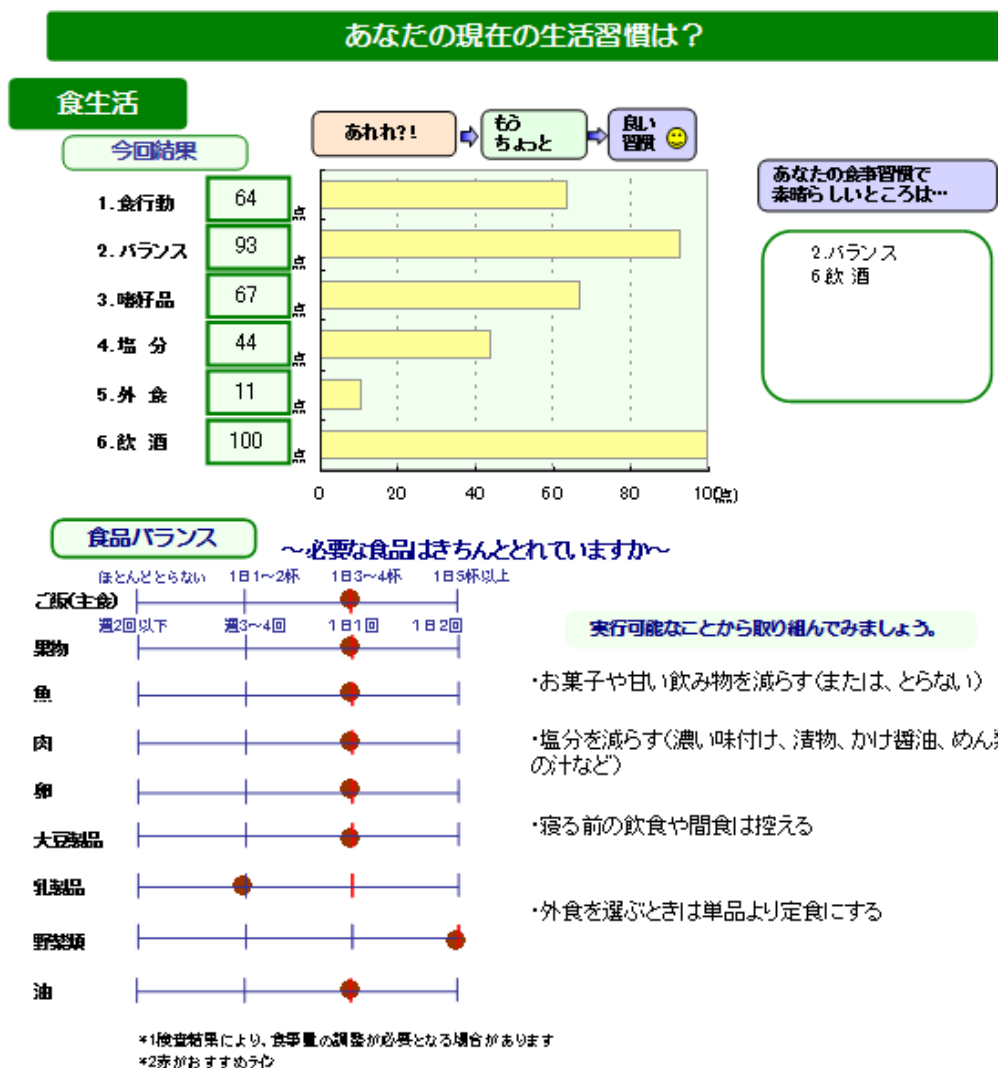 あなたの現在の生活習慣は？
食生活
今回結果
あれれ?!
もう
ちょっと
良い
習慣
あなたの食事習慣で
素晴らしいところは…
1.食行動 64 点
2.バランス 93 点
3.嗜好品 67 点
4.塩 分 44 点
5.外 食 11 点
6.飲 酒 100 点
2.バランス
6.飲 酒
0 20 40 60 80 100(点)
食品バランス
～必要な食品はきちんととれていますか～
ほとんどとらない 1日1～2杯 1日3～4杯 1日5杯以上
ご飯(主食)
週2回以下 週3～4回 1日1回 1日2回
果物
魚
肉
卵
大豆製品
乳製品
野菜類
油
実行可能なことから取り組んでみましょう。
・お菓子や甘い飲み物を減らす(または、とらない)
・塩分を減らす(濃い味付け、漬物、かけ醤油、めん類
の汁など)
・寝る前の飲食や間食は控える
・外食を選ぶときは単品より定食にする
*1検査結果により、食事量の調整が必要となる場合があります
*2赤がおすすめライン